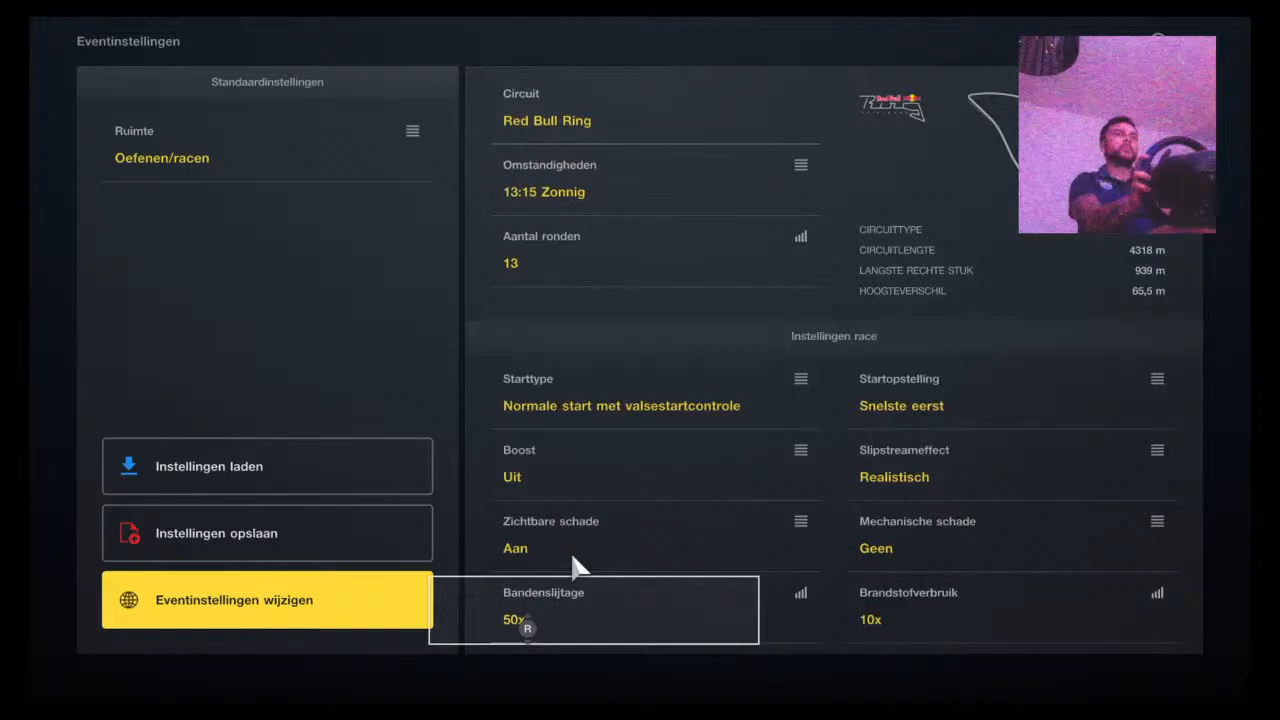 Eventinstellingen
Standaardinstellingen
Ruimte
Oefenen/racen
Instellingen laden
Instellingen opslaan
Eventinstellingen wijzigen
Circuit
Red Bull Ring
Omstandigheden
13:15 Zonnig
Aantal ronden
13
CIRCUITTYPE
CIRCUITLENGTE 4318 m
LANGSTE RECHTE STUK 939 m
HOOGTEVERSCHIL 65,5 m
Instellingen race
Starttype
Normale start met valsestartcontrole
Startopstelling
Snelste eerst
Boost
Uit
Slipstreameffect
Realistisch
Zichtbare schade
Aan
Mechanische schade
Geen
Bandenslijtage
50x
R
Brandstofverbruik
10x